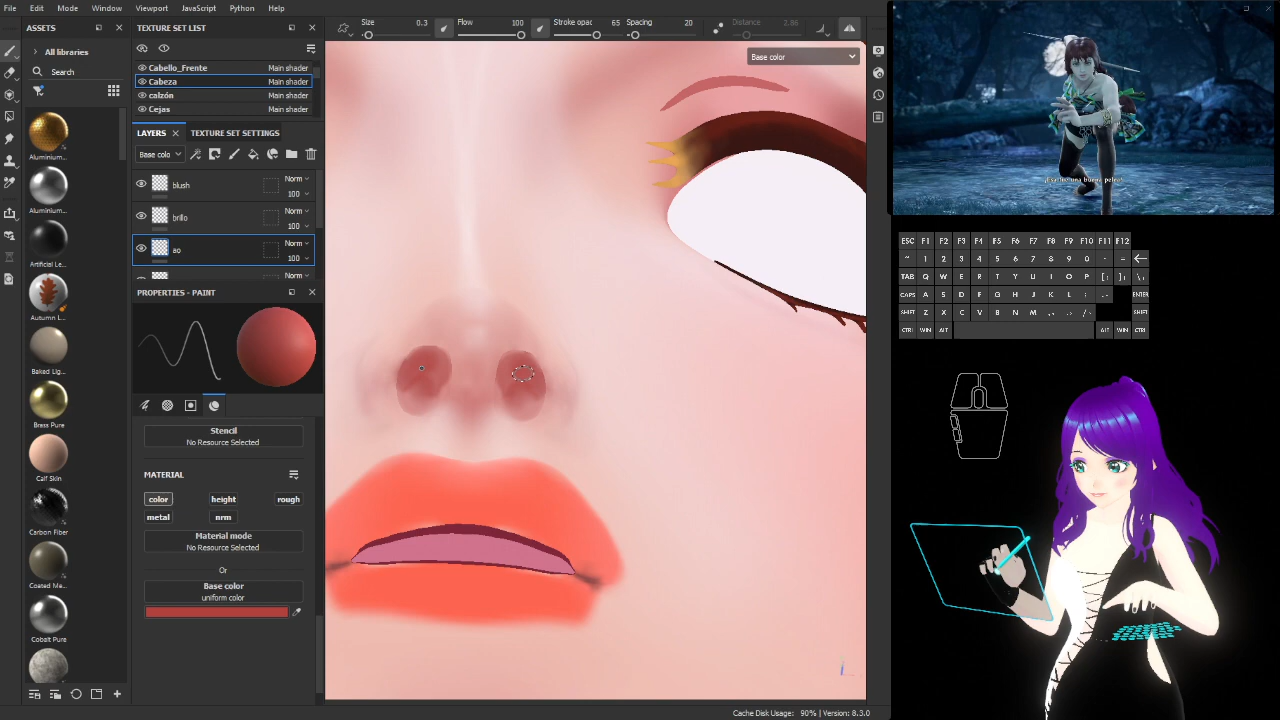 File Edit Mode Window Viewport JavaScript Python Help
ASSETS
All libraries
Search
Aluminium...
Aluminium...
Artificial Le...
Autumn L...
Baked Lig...
Brass Pure
Calf Skin
Carbon Fiber
Coated Me...
Cobalt Pure
TEXTURE SET LIST
Cabello_Frente Main shader
Cabeza Main shader
calzón Main shader
Cejas Main shader
LAYERS TEXTURE SET SETTINGS
Base colo
blush Norm
100
brillo Norm
100
ao Norm
100
Norm
PROPERTIES - PAINT
Stencil
No Resource Selected
MATERIAL
color height rough
metal nrm
Material mode
No Resource Selected
Or
Base color
uniform color
Size 0.3 Flow 100 Stroke opac 65 Spacing 20 Distance 2.86
Base color
Cache Disk Usage: 90% | Version: 8.3.0
ESC F1 F2 F3 F4 F5 F6 F7 F8 F9 F10 F11 F12
~ 1 2 3 4 5 6 7 8 9 0 - =
TAB Q W E R T Y U I O P [ ; ] ; \
CAPS A S D F G H J K L ; ENTER
SHIFT Z X C V B N M SHIFT
CTRL WIN ALT ALT WIN CTRL